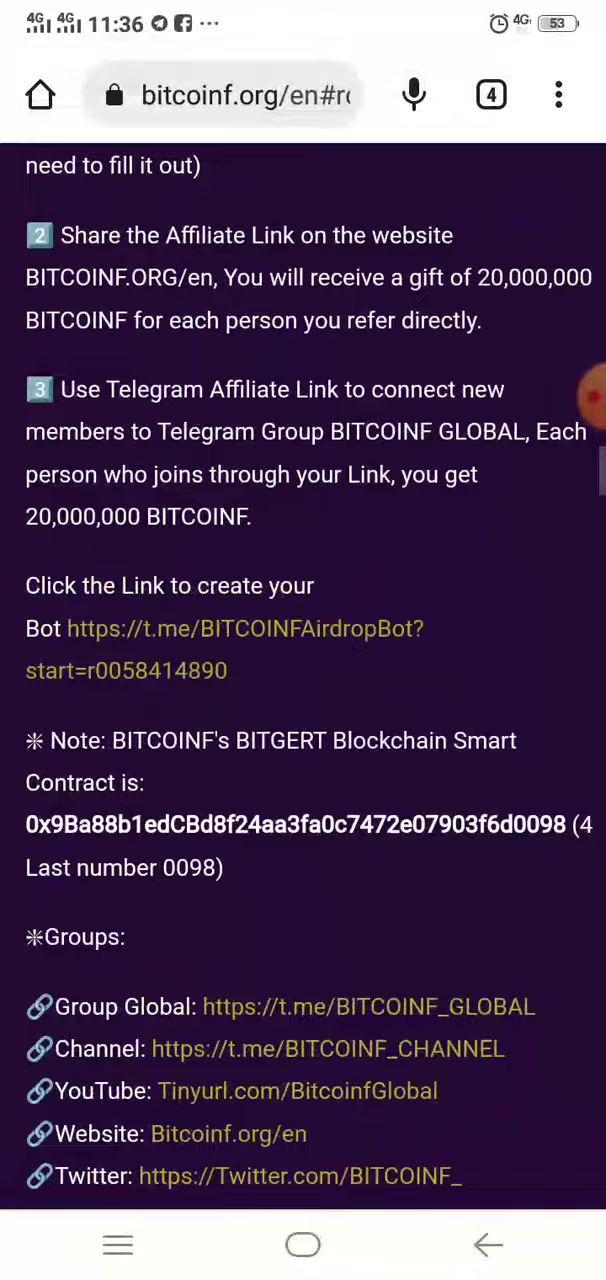 4G 4G 11:36 ··· 4G 53
bitcoinf.org/en#r 4
need to fill it out)
2 Share the Affiliate Link on the website
BITCOINF.ORG/en, You will receive a gift of 20,000,000
BITCOINF for each person you refer directly.
3 Use Telegram Affiliate Link to connect new
members to Telegram Group BITCOINF GLOBAL, Each
person who joins through your Link, you get
20,000,000 BITCOINF.
Click the Link to create your
Bot https://t.me/BITCOINFAirdropBot?
start=r0058414890
❇ Note: BITCOINF's BITGERT Blockchain Smart
Contract is:
0x9Ba88b1edCBd8f24aa3fa0c7472e07903f6d0098 (4
Last number 0098)
❇Groups:
🔗Group Global: https://t.me/BITCOINF_GLOBAL
🔗Channel: https://t.me/BITCOINF_CHANNEL
🔗YouTube: Tinyurl.com/BitcoinfGlobal
🔗Website: Bitcoinf.org/en
🔗Twitter: https://Twitter.com/BITCOINF_